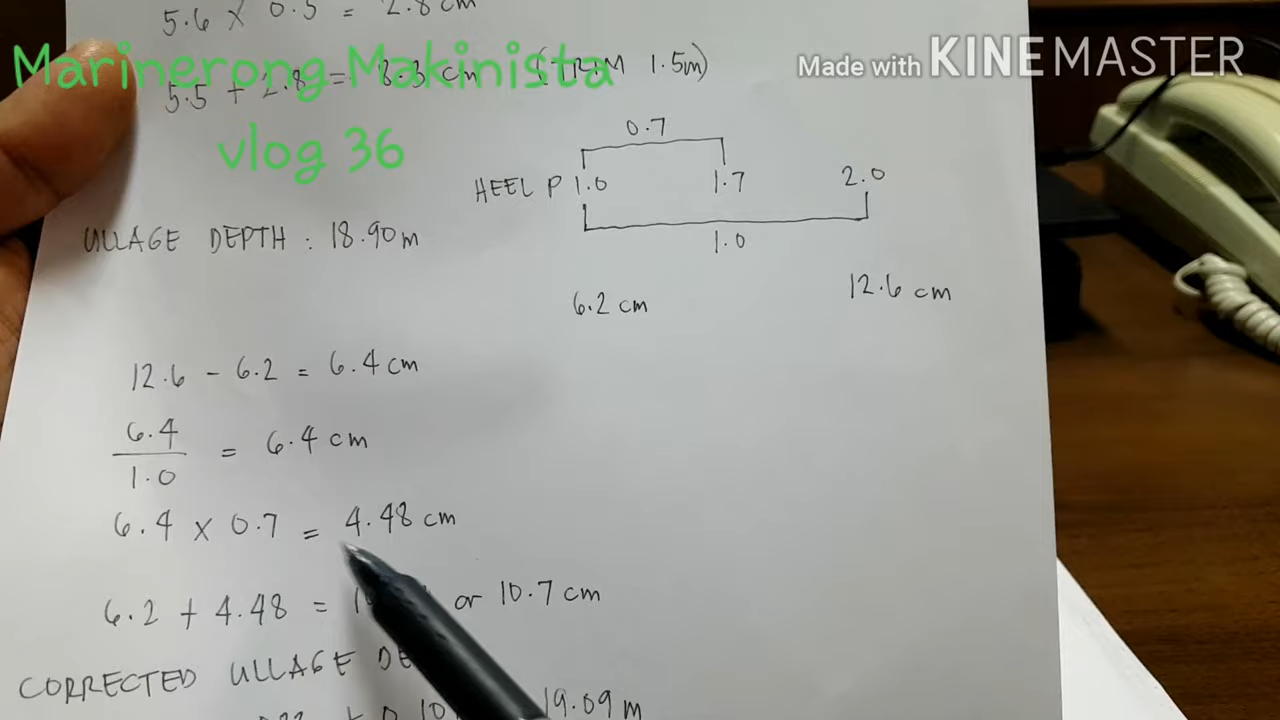 5.6 x 0.5 = 2.8 cm
Marinerong Makinista
Made with KINEMASTER
5.5 + 2.8 = 8.3 cm (TRIM 1.5m)
vlog 36
0.7
HEEL P 1.0 1.7 2.0
ULLAGE DEPTH : 18.90 m
1.0
6.2 cm 12.6 cm
12.6 - 6.2 = 6.4 cm
6.4
1.0
= 6.4 cm
6.4 x 0.7 = 4.48 cm
6.2 + 4.48 = or 10.7 cm
CORRECTED ULLAGE
19.09 m